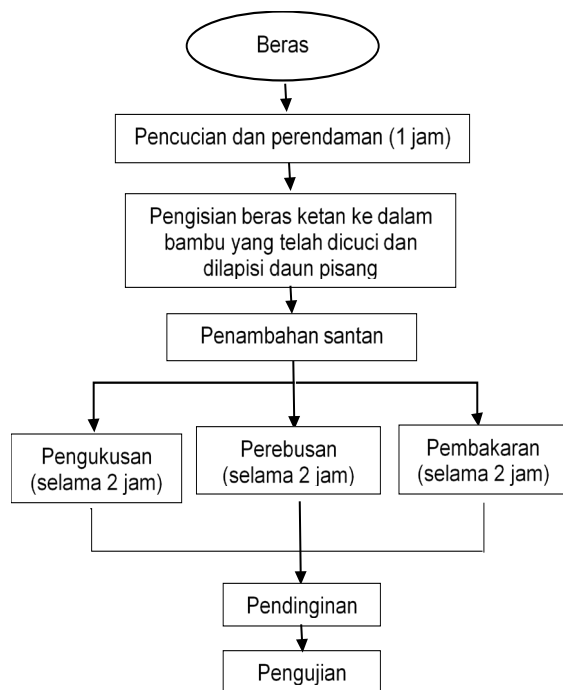 Beras
Pencucian dan perendaman (1 jam)
Pengisian beras ketan ke dalam
bambu yang telah dicuci dan
dilapisi daun pisang
Penambahan santan
Pengukusan
(selama 2 jam)
Perebusan
(selama 2 jam)
Pembakaran
(selama 2 jam)
Pendinginan
Pengujian